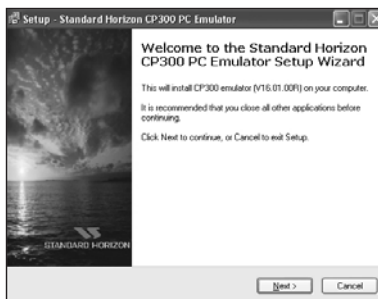 Setup - Standard Horizon CP300 PC Emulator
Welcome to the Standard Horizon
CP300 PC Emulator Setup Wizard
This will install CP300 emulator (V16.01.00R) on your computer.
It is recommended that you close all other applications before
continuing.
Click Next to continue, or Cancel to exit Setup.
STANDARD HORIZON
Next >
Cancel